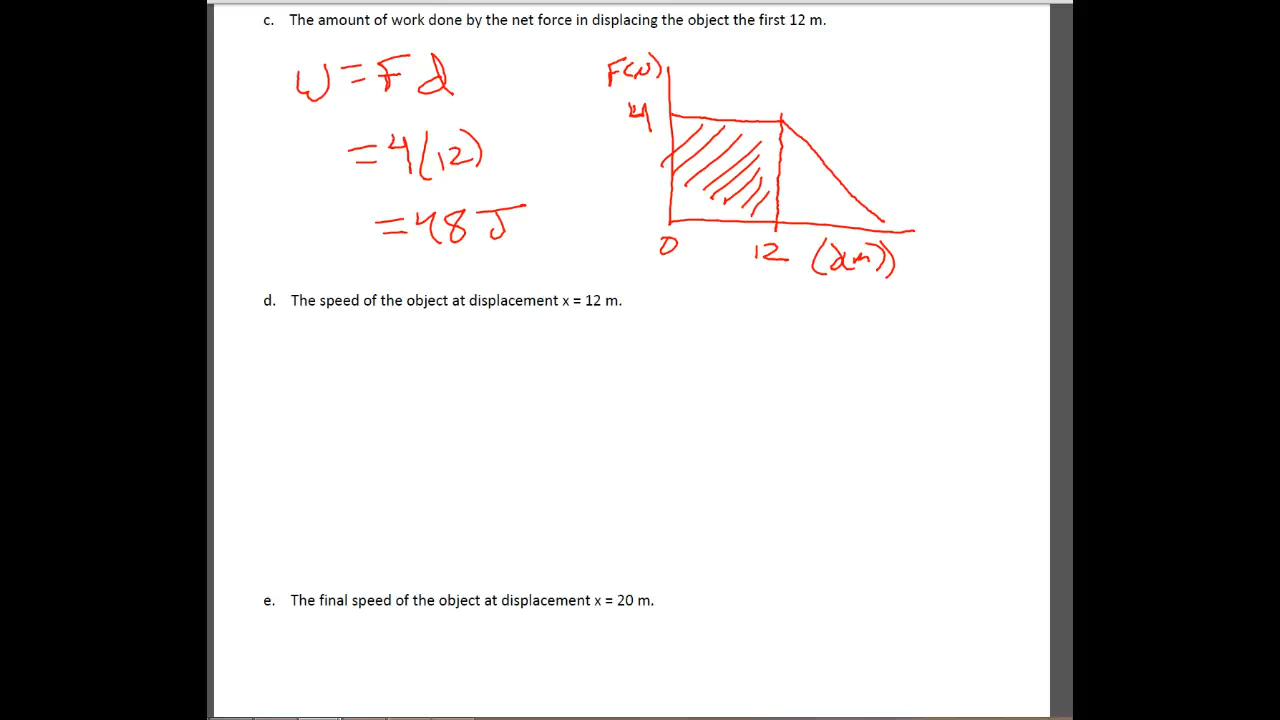 c. The amount of work done by the net force in displacing the object the first 12 m.
W = F d
= 4(12)
= 48 J
F(N)
4
0 12 (d(m))
d. The speed of the object at displacement x = 12 m.
e. The final speed of the object at displacement x = 20 m.